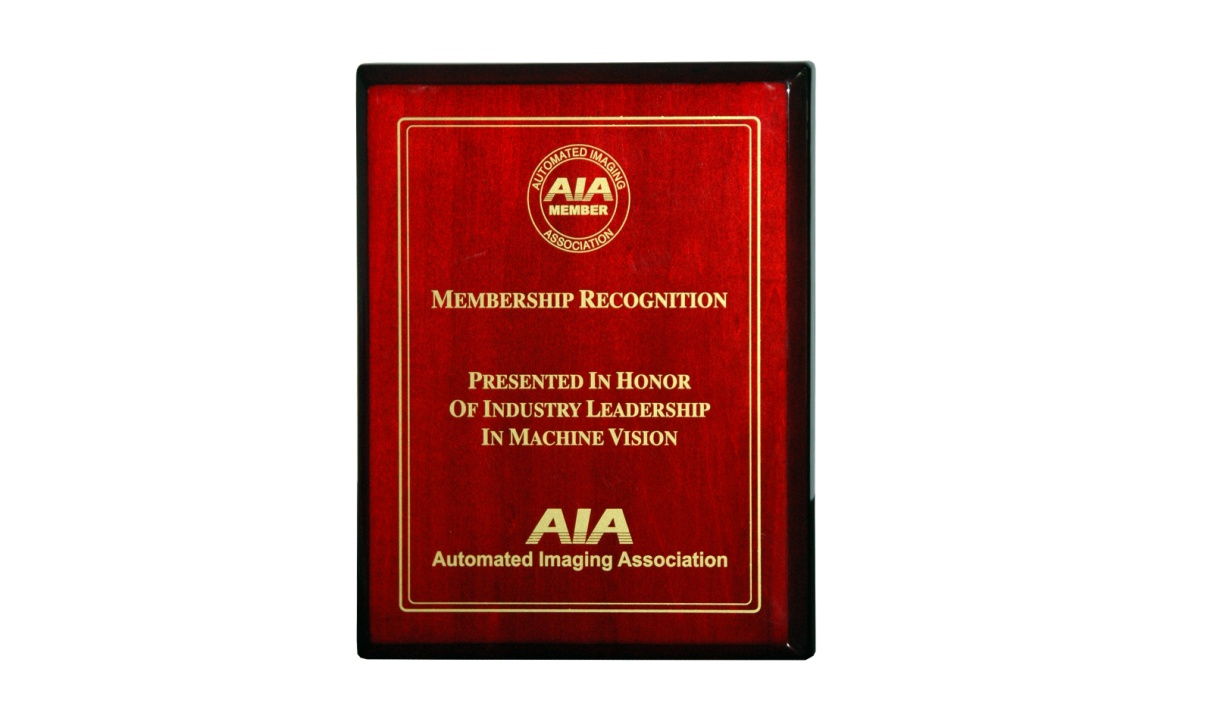 AUTOMATED IMAGING
AIA
MEMBER
ASSOCIATION
MEMBERSHIP RECOGNITION
PRESENTED IN HONOR
OF INDUSTRY LEADERSHIP
IN MACHINE VISION
AIA
Automated Imaging Association